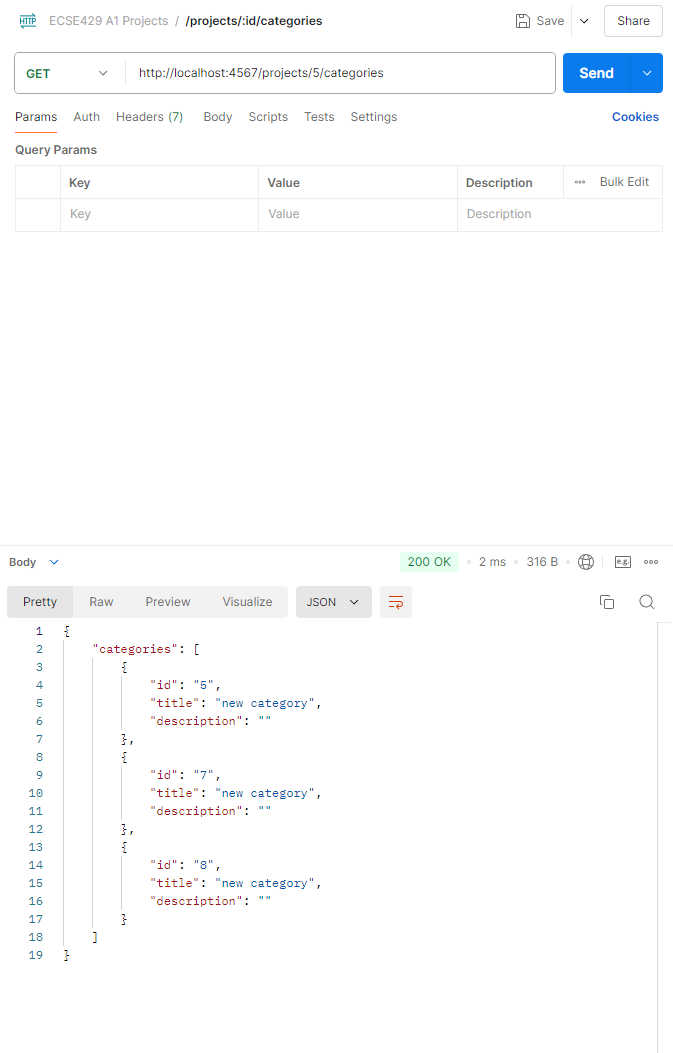 HTTP ECSE429 A1 Projects / /projects/:id/categories Save Share
GET http://localhost:4567/projects/5/categories Send
Params Auth Headers (7) Body Scripts Tests Settings Cookies
Query Params
Key Value Description ••• Bulk Edit
Key Value Description
Body 200 OK • 2 ms • 316 B • e.g. •••
Pretty Raw Preview Visualize JSON
1 {
2 "categories": [
3 {
4 "id": "5",
5 "title": "new category",
6 "description": ""
7 },
8 {
9 "id": "7",
10 "title": "new category",
11 "description": ""
12 },
13 {
14 "id": "8",
15 "title": "new category",
16 "description": ""
17 }
18 ]
19 }